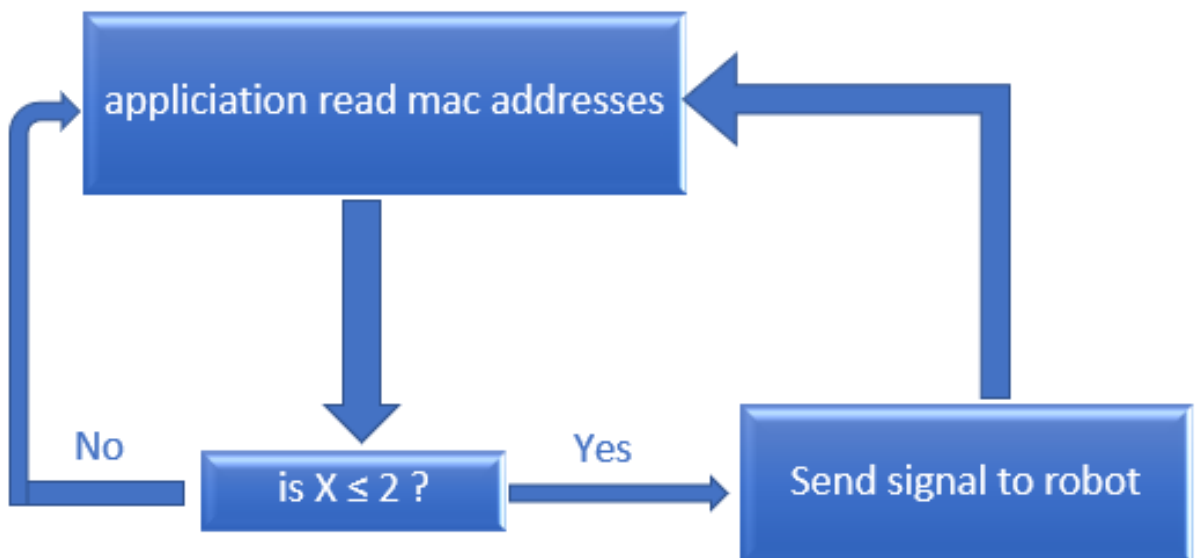 appliciation read mac addresses
No
is X ≤ 2 ?
Yes
Send signal to robot